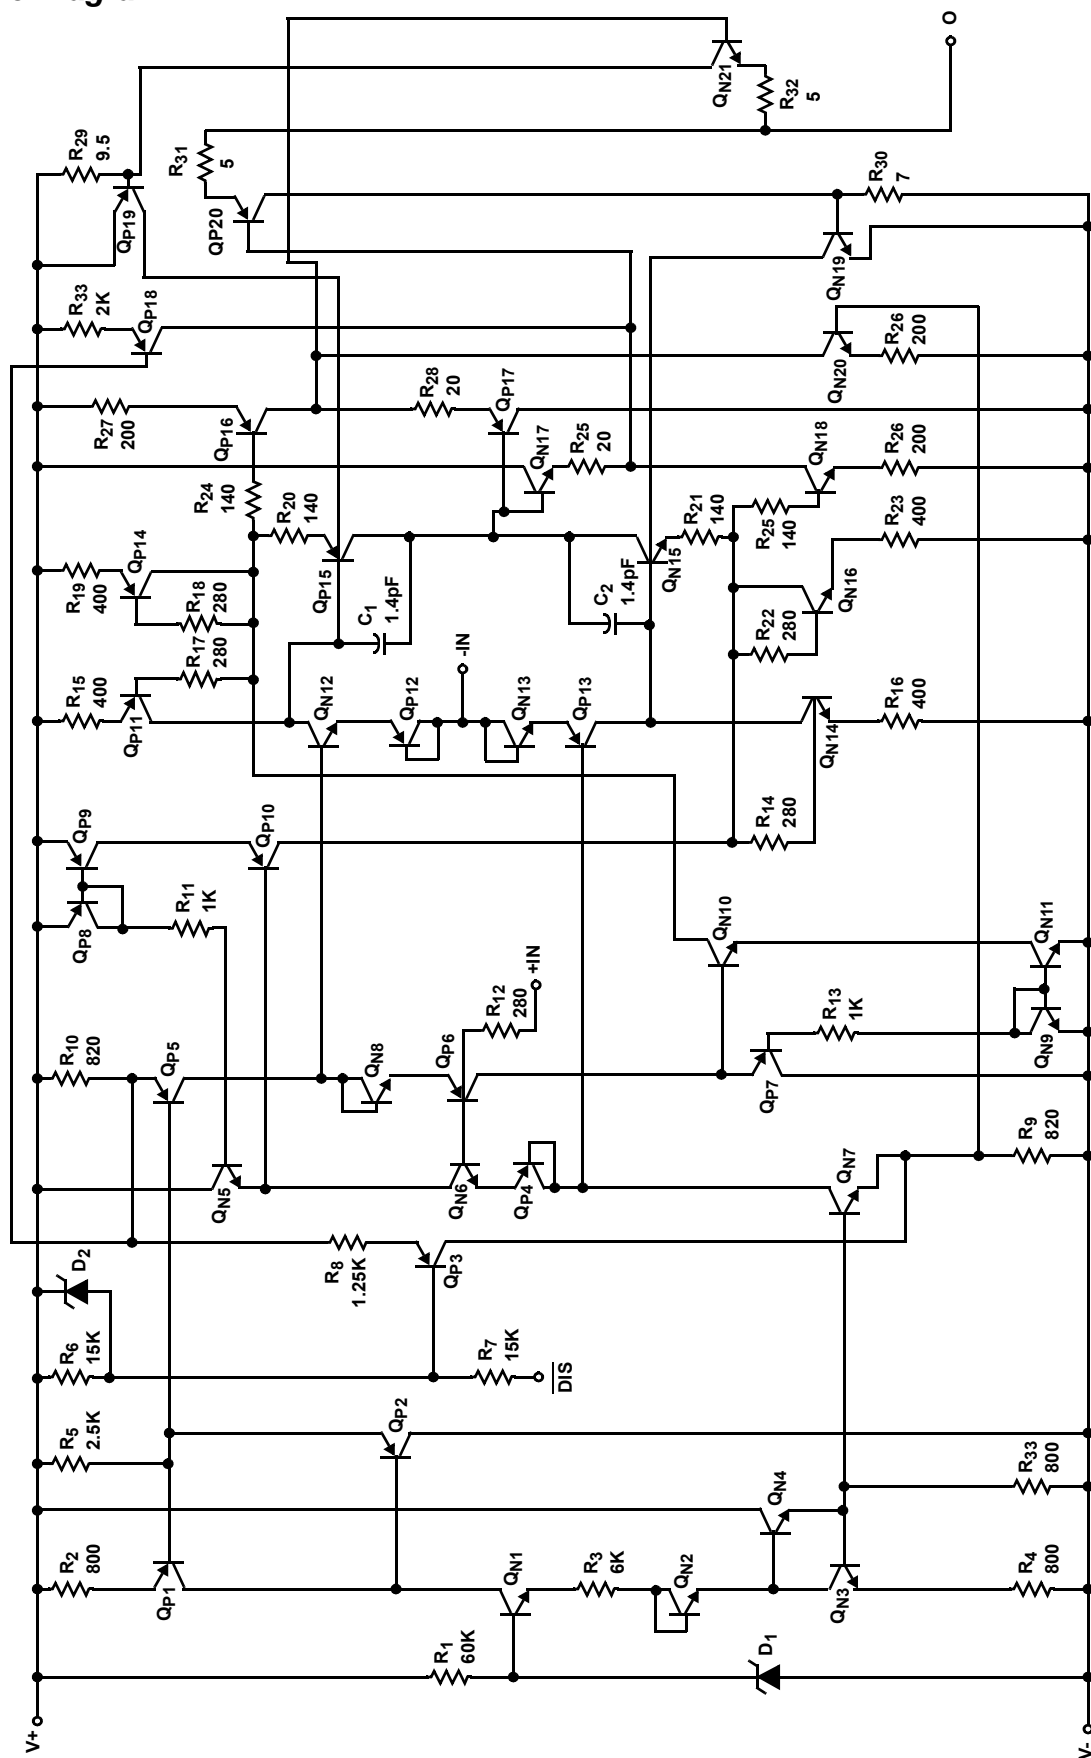 V+
V-
R1
60K
D1
R2
800
QP1
QN1
R3
6K
QN2
QN3
R4
800
QN4
R33
800
R5
2.5K
QP2
R6
15K
D2
R7
15K
DIS
R8
1.25K
QP3
QN5
QN6
QP4
QN7
R9
820
R10
820
QP5
QN8
QP6
R12
280
+IN
QP7
R13
1K
QN9
QN11
QN10
QP8
QP9
R11
1K
QP10
R14
280
R15
400
QP11
R17
280
R18
280
QN12
QP12
-IN
QN13
QP13
QN14
R16
400
R19
400
QP14
C1
1.4pF
C2
1.4pF
R22
280
QN16
R23
400
R24
140
R20
140
QP15
QN15
R21
140
R25
140
QN18
R26
200
R27
200
QP16
R28
20
QP17
QN17
R25
20
QN20
R26
200
R33
2K
QP18
QP19
R29
9.5
QP20
R31
5
QN19
R30
7
QN21
R32
5
O